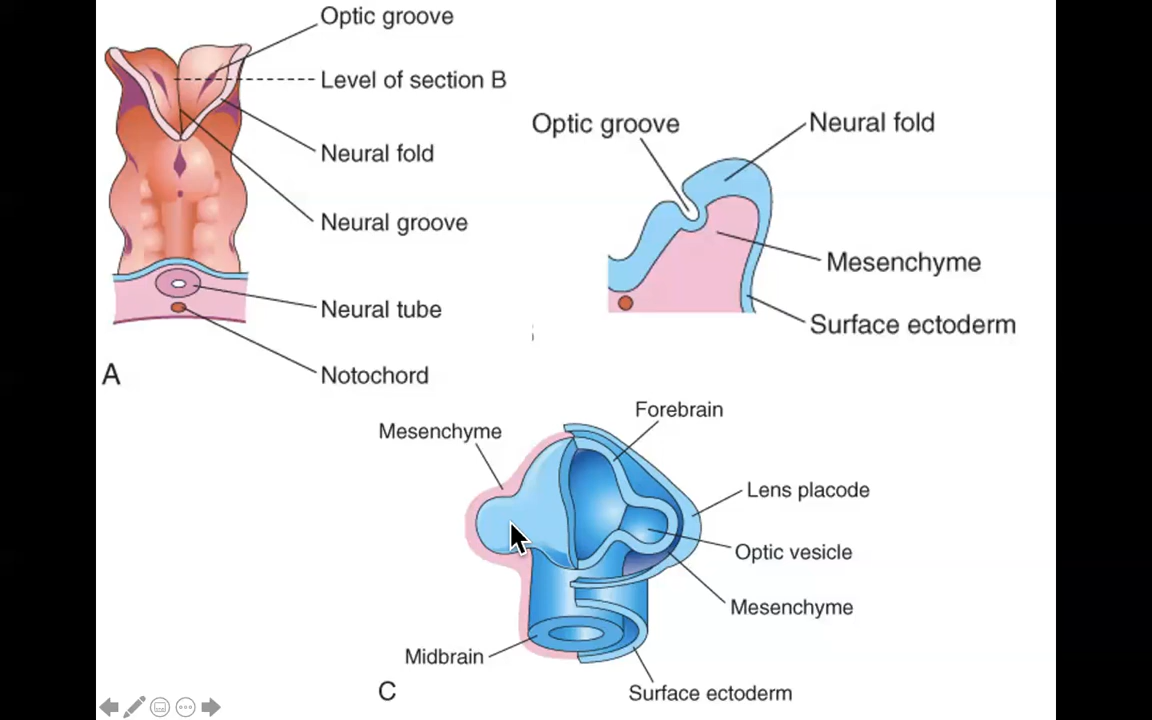 Optic groove
Level of section B
Neural fold
Neural groove
Neural tube
Notochord
A
Optic groove
Neural fold
Mesenchyme
Surface ectoderm
Mesenchyme
Forebrain
Lens placode
Optic vesicle
Mesenchyme
Midbrain
Surface ectoderm
C